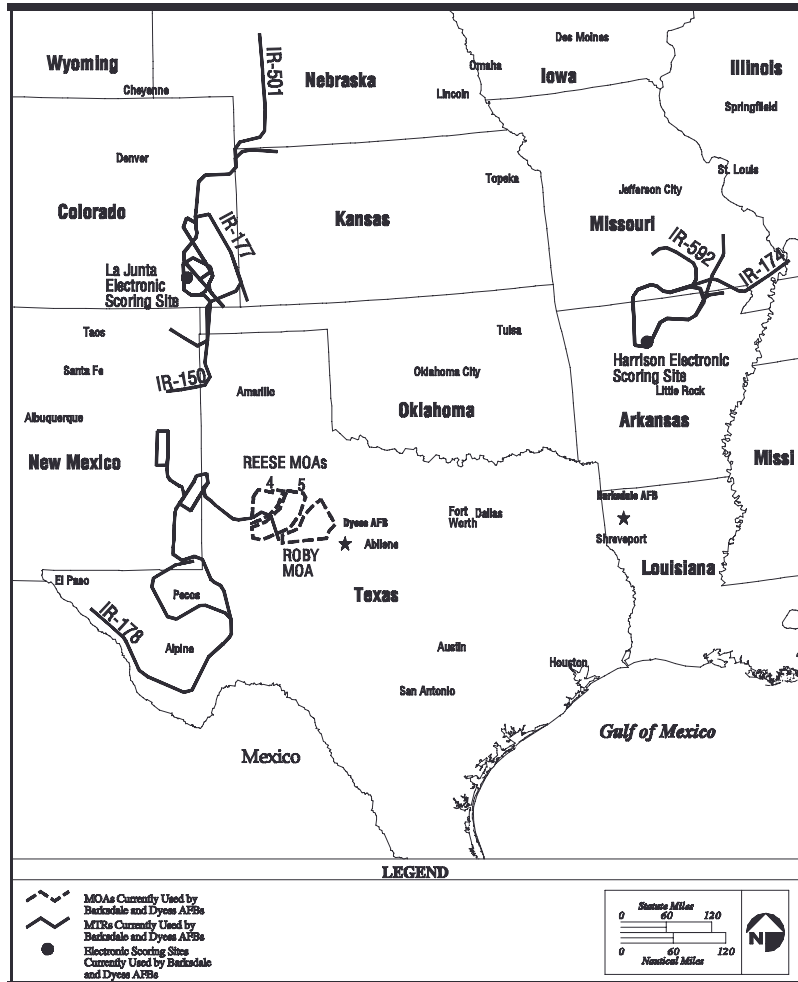 Des Moines
Wyoming
Omaha
Iowa
Illinois
IR-501
Nebraska
Cheyenne
Lincoln
Springfield
Denver
St. Louis
Topeka
Jefferson City
Colorado
Kansas
Missouri
IR-177
IR-592
IR-174
La Junta
Electronic
Scoring Site
Taos
Tulsa
Harrison Electronic
Scoring Site
Santa Fe
Oklahoma City
IR-150
Amarillo
Little Rock
Albuquerque
Oklahoma
Arkansas
New Mexico
REESE MOAs
Missi
4 5
Barksdale AFB
Fort Dallas
Worth
Dyess AFB
Abilene
Shreveport
ROBY
MOA
Louisiana
El Paso
Pecos
Texas
IR-178
Alpine
Austin
Houston
San Antonio
Gulf of Mexico
Mexico
LEGEND
MOAs Currently Used by
Barksdale and Dyess AFBs
MTRs Currently Used by
Barksdale and Dyess AFBs
Electronic Scoring Sites
Currently Used by Barksdale
and Dyess AFBs
Statute Miles
0 60 120
0 60 120
Nautical Miles
N